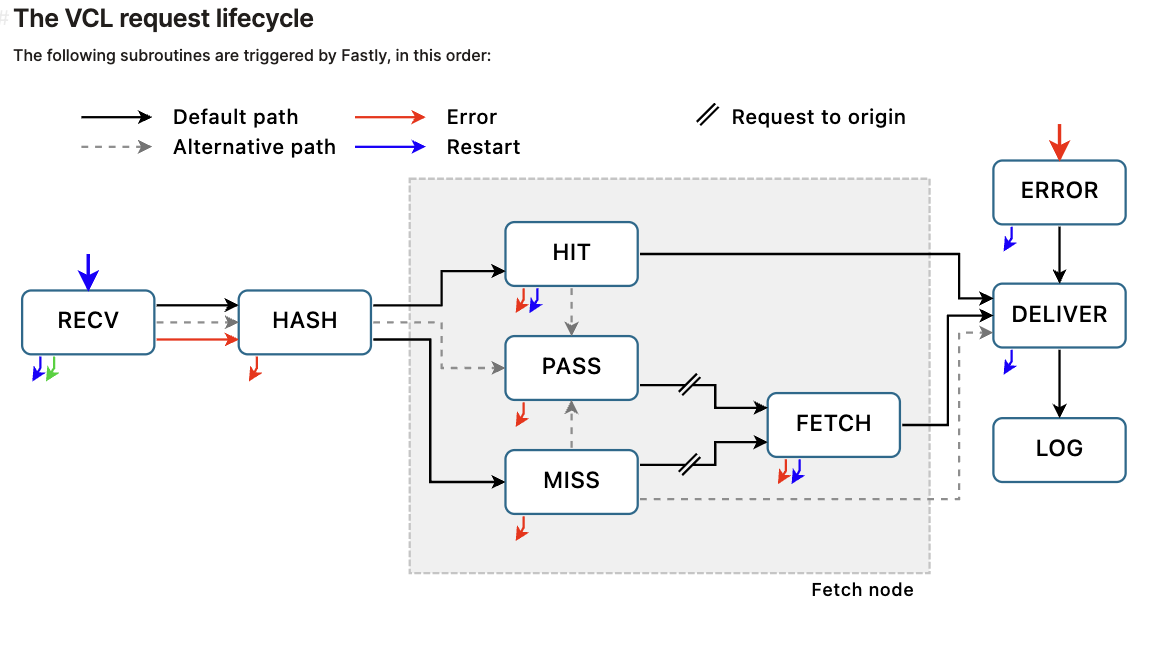 # The VCL request lifecycle
The following subroutines are triggered by Fastly, in this order:
Default path
Error
Request to origin
Alternative path
Restart
ERROR
HIT
RECV
HASH
DELIVER
PASS
FETCH
LOG
MISS
Fetch node